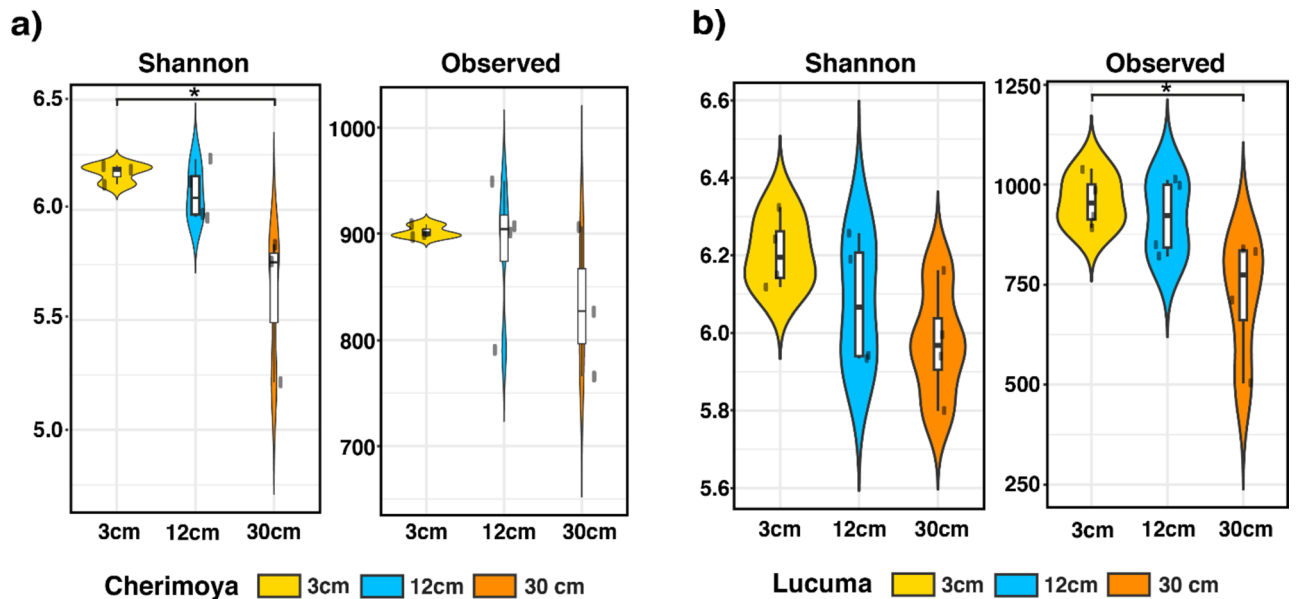 a)
Shannon
Observed
*
6.5
6.0
5.5
5.0
3cm 12cm 30cm
1000
900
800
700
3cm 12cm 30cm
Cherimoya 3cm 12cm 30 cm
b)
Shannon
Observed
6.6
6.4
6.2
6.0
5.8
5.6
3cm 12cm 30cm
*
1250
1000
750
500
250
3cm 12cm 30cm
Lucuma 3cm 12cm 30 cm